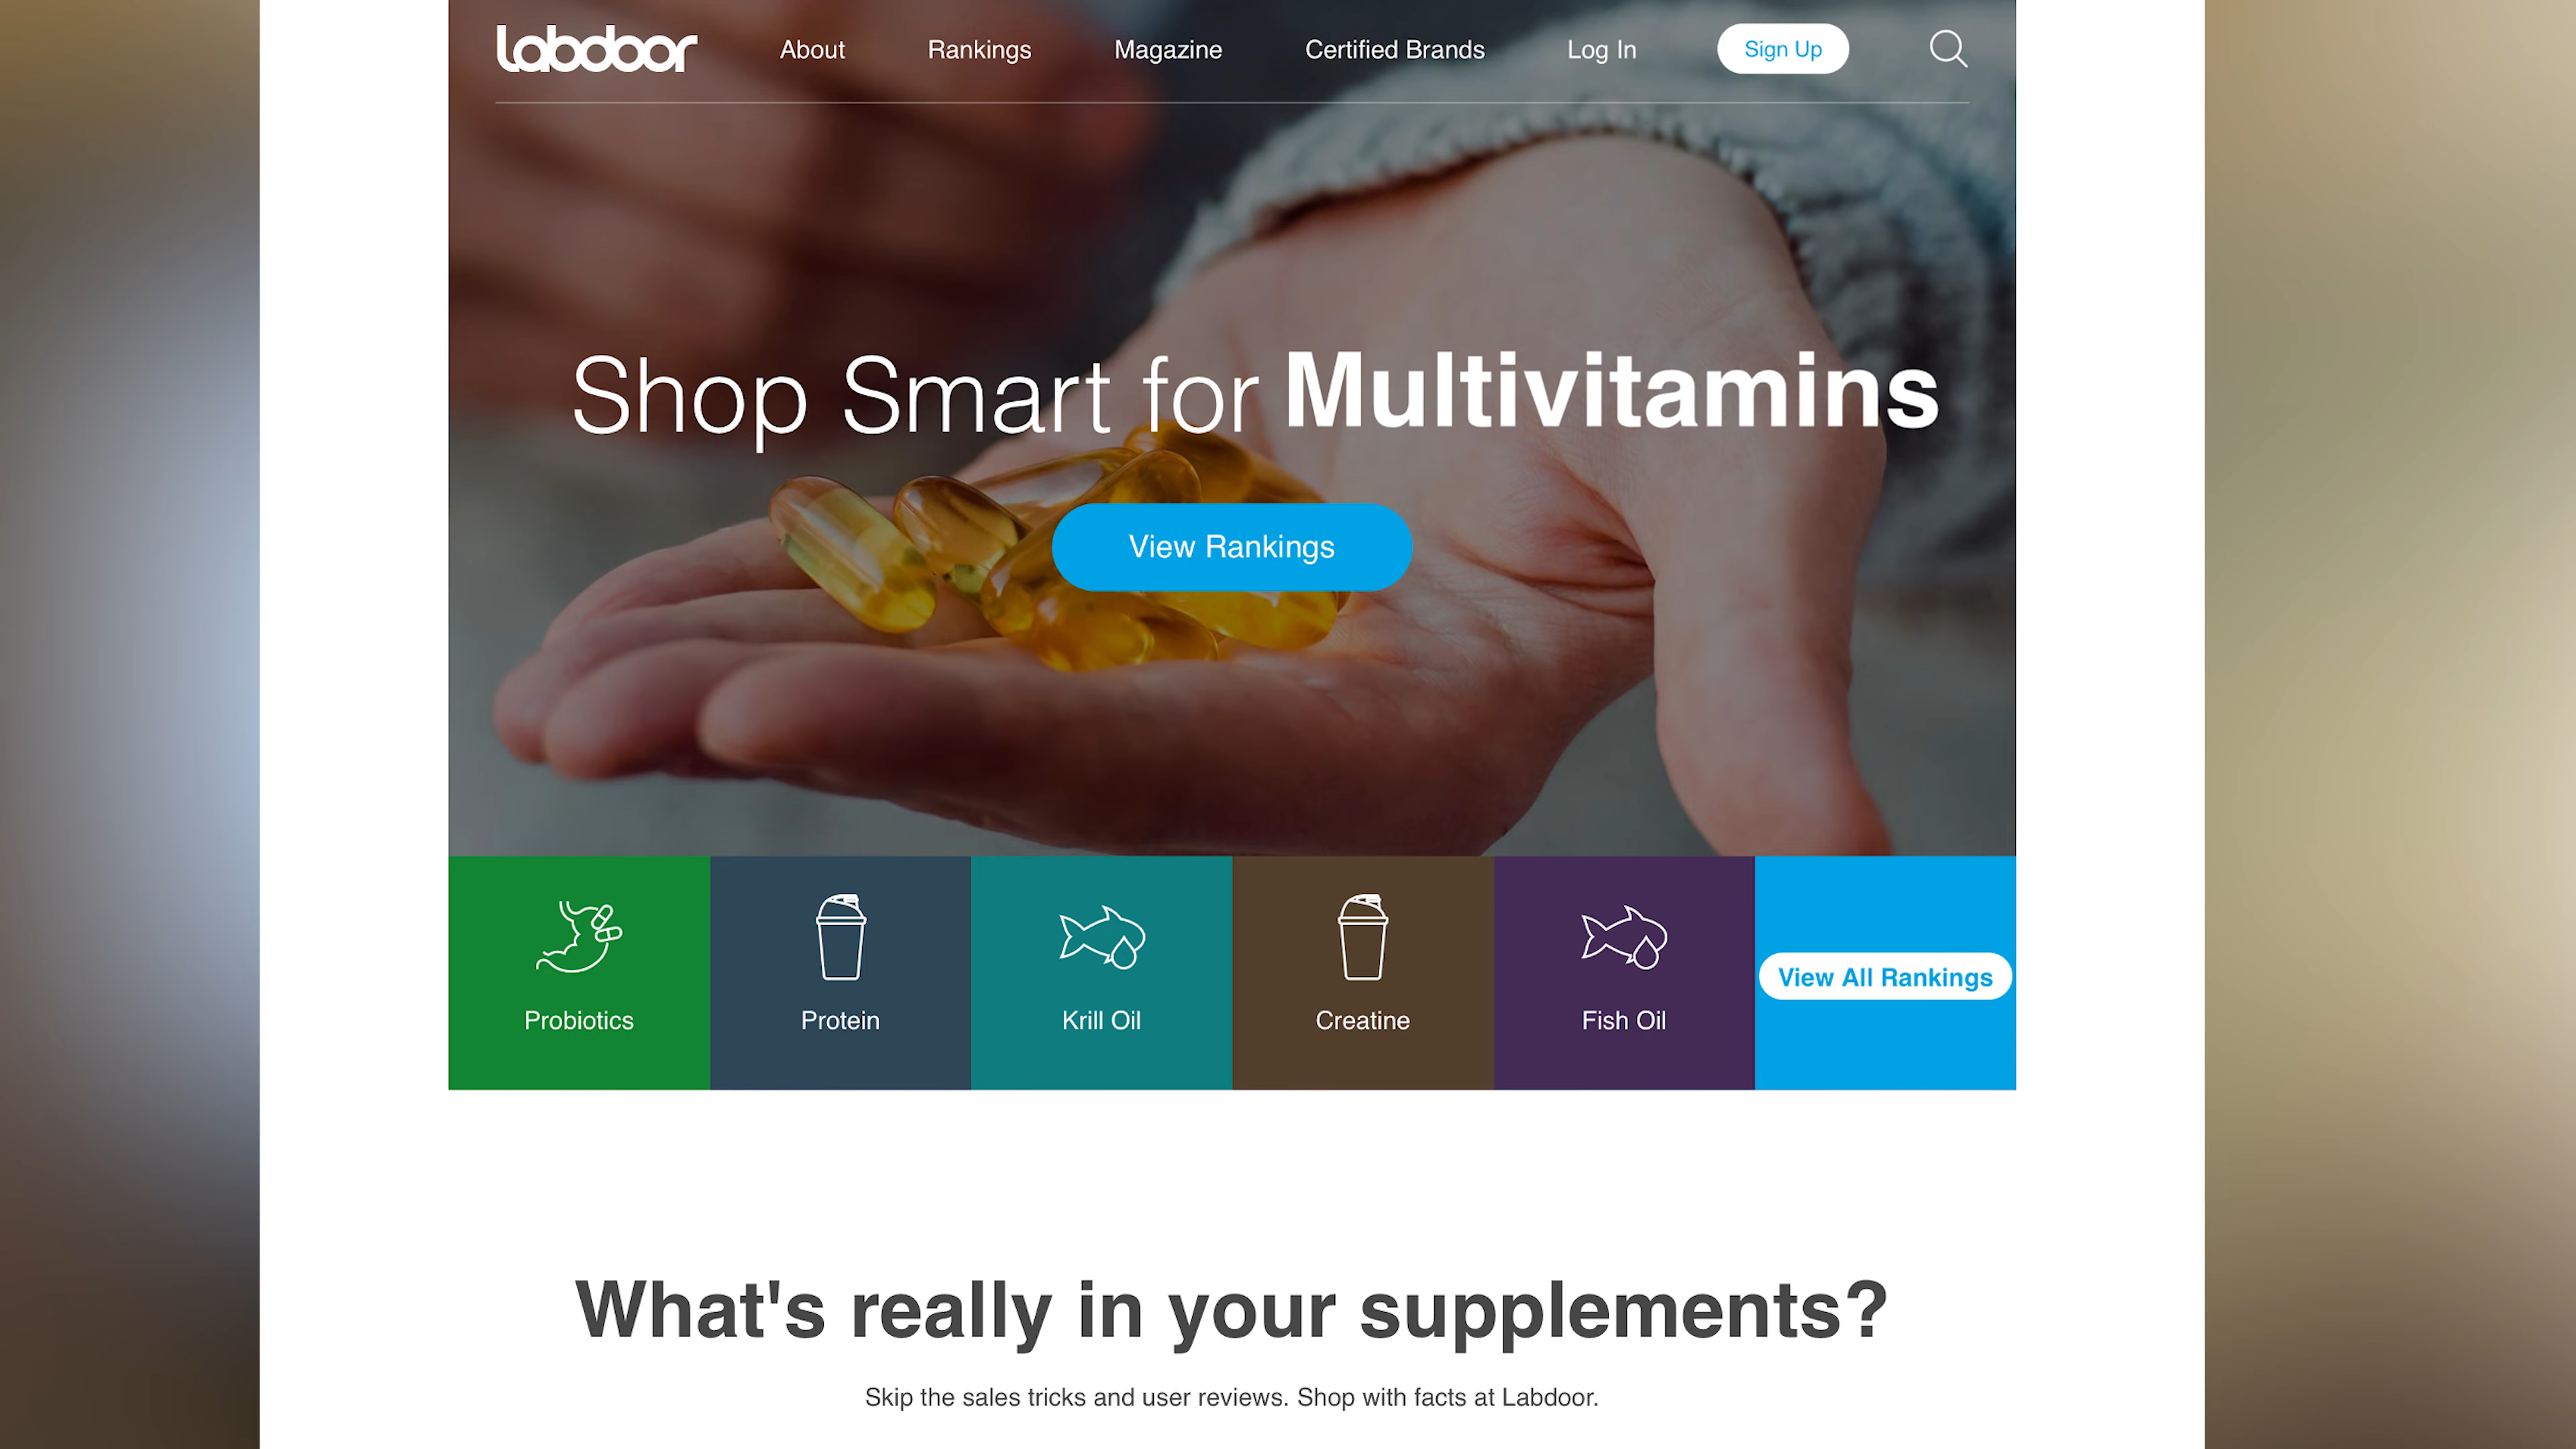 labdoor
About
Rankings
Magazine
Certified Brands
Log In
Sign Up
Shop Smart for Multivitamins
View Rankings
Probiotics
Protein
Krill Oil
Creatine
Fish Oil
View All Rankings
What's really in your supplements?
Skip the sales tricks and user reviews. Shop with facts at Labdoor.